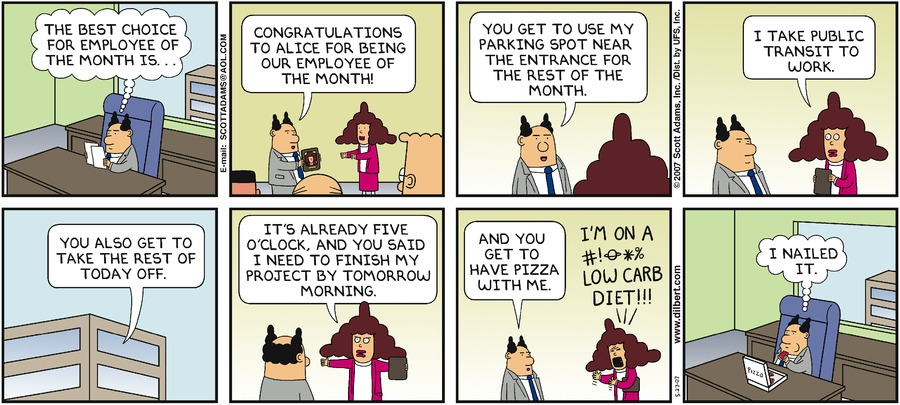 THE BEST CHOICE
FOR EMPLOYEE OF
THE MONTH IS...
E-mail: SCOTTADAMS@AOL.COM
CONGRATULATIONS
TO ALICE FOR BEING
OUR EMPLOYEE OF
THE MONTH!
YOU GET TO USE MY
PARKING SPOT NEAR
THE ENTRANCE FOR
THE REST OF THE
MONTH.
© 2007 Scott Adams, Inc./Dist. by UFS, Inc.
I TAKE PUBLIC
TRANSIT TO
WORK.
YOU ALSO GET TO
TAKE THE REST OF
TODAY OFF.
IT'S ALREADY FIVE
O'CLOCK, AND YOU SAID
I NEED TO FINISH MY
PROJECT BY TOMORROW
MORNING.
AND YOU
GET TO
HAVE PIZZA
WITH ME.
I'M ON A
#!⊖*%
LOW CARB
DIET!!!
5-27-07
www.dilbert.com
I NAILED
IT.
PIZZA